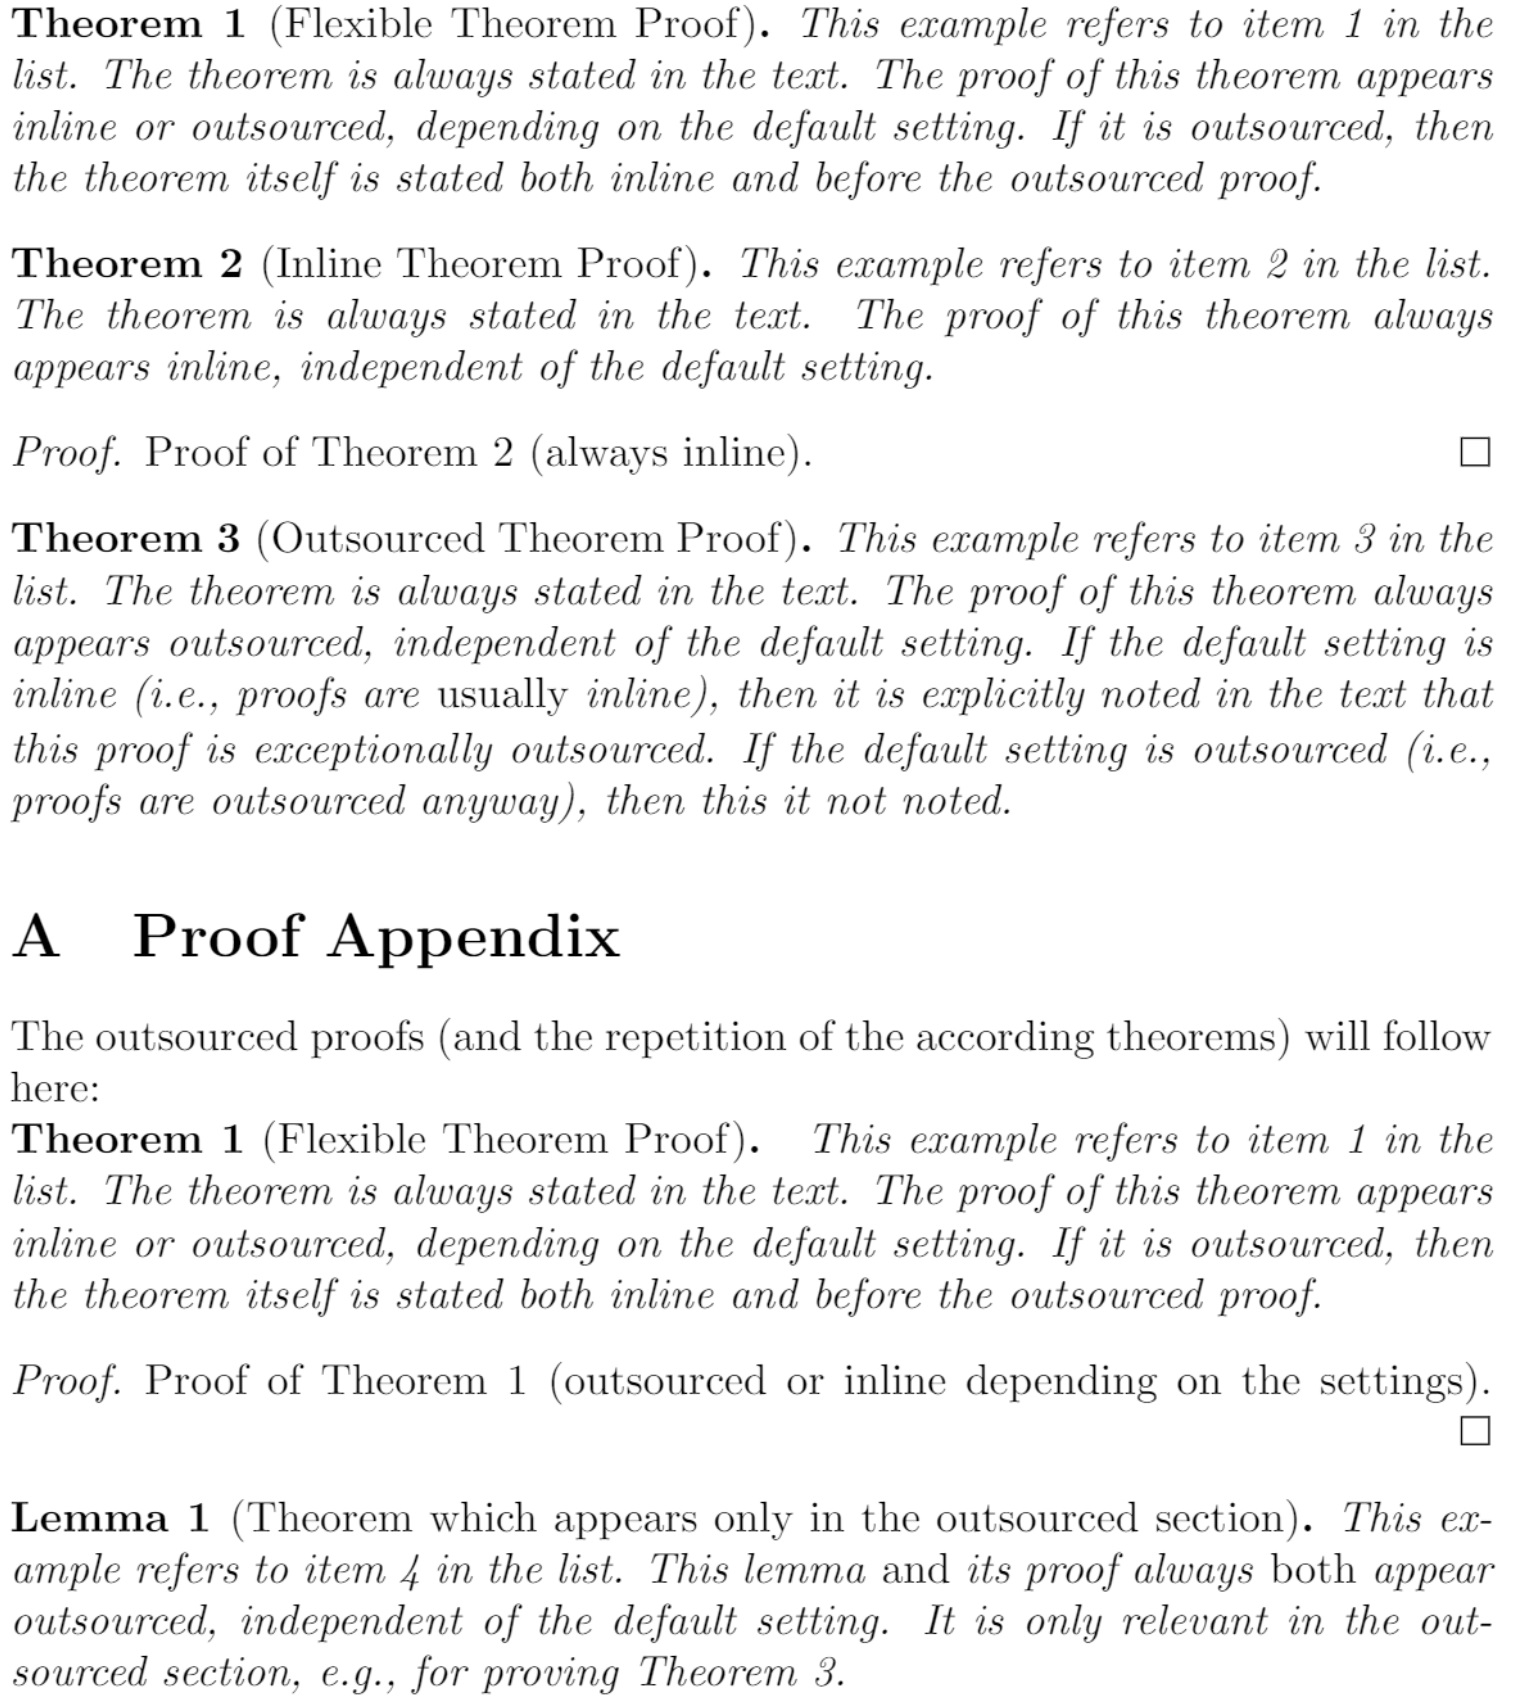 Theorem 1 (Flexible Theorem Proof). This example refers to item 1 in the
list. The theorem is always stated in the text. The proof of this theorem appears
inline or outsourced, depending on the default setting. If it is outsourced, then
the theorem itself is stated both inline and before the outsourced proof.
Theorem 2 (Inline Theorem Proof). This example refers to item 2 in the list.
The theorem is always stated in the text. The proof of this theorem always
appears inline, independent of the default setting.
Proof. Proof of Theorem 2 (always inline). □
Theorem 3 (Outsourced Theorem Proof). This example refers to item 3 in the
list. The theorem is always stated in the text. The proof of this theorem always
appears outsourced, independent of the default setting. If the default setting is
inline (i.e., proofs are usually inline), then it is explicitly noted in the text that
this proof is exceptionally outsourced. If the default setting is outsourced (i.e.,
proofs are outsourced anyway), then this it not noted.
A Proof Appendix
The outsourced proofs (and the repetition of the according theorems) will follow
here:
Theorem 1 (Flexible Theorem Proof). This example refers to item 1 in the
list. The theorem is always stated in the text. The proof of this theorem appears
inline or outsourced, depending on the default setting. If it is outsourced, then
the theorem itself is stated both inline and before the outsourced proof.
Proof. Proof of Theorem 1 (outsourced or inline depending on the settings).
□
Lemma 1 (Theorem which appears only in the outsourced section). This ex-
ample refers to item 4 in the list. This lemma and its proof always both appear
outsourced, independent of the default setting. It is only relevant in the out-
sourced section, e.g., for proving Theorem 3.